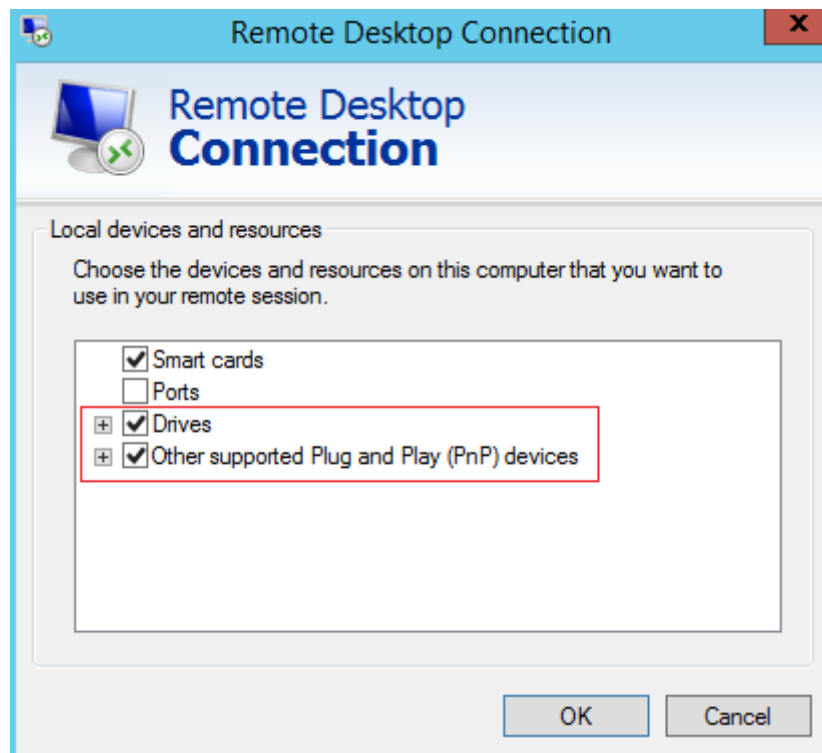 Remote Desktop Connection
Remote Desktop
Connection
Local devices and resources
Choose the devices and resources on this computer that you want to
use in your remote session.
Smart cards
Ports
Drives
Other supported Plug and Play (PnP) devices
OK
Cancel